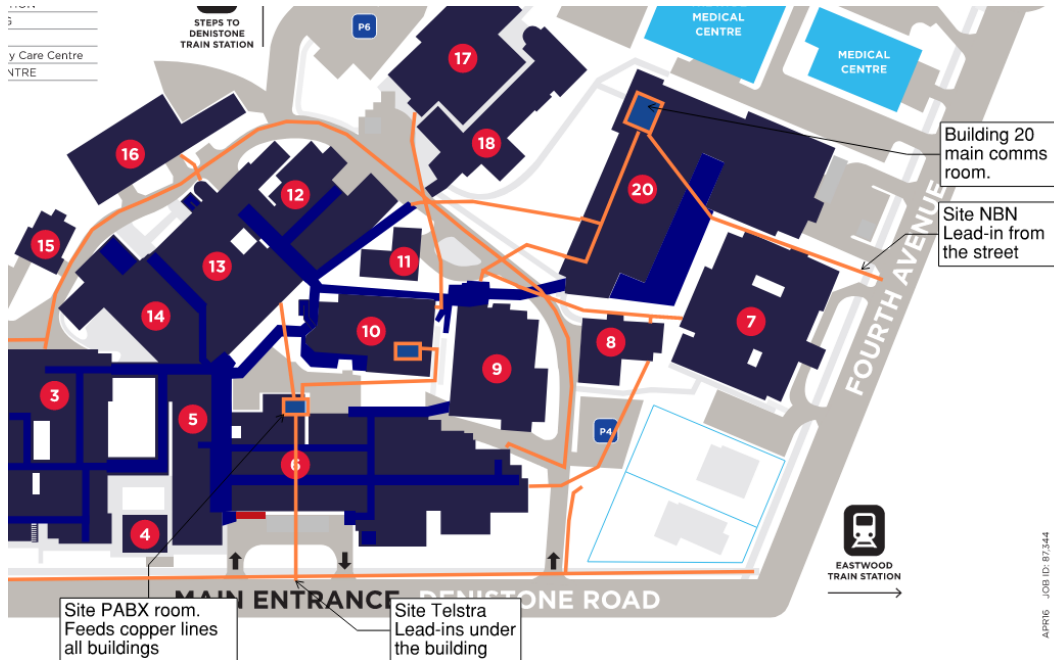 y Care Centre
NTRE
STEPS TO
DENISTONE
TRAIN STATION
P6
MEDICAL
CENTRE
MEDICAL
CENTRE
17
16
18
Building 20
main comms
room.
12
20
15
Site NBN
Lead-in from
the street
13
11
14
10
8
7
FOURTH AVENUE
9
3
5
P4
6
4
EASTWOOD
TRAIN STATION
MAIN ENTRANCE DENISTONE ROAD
Site PABX room.
Feeds copper lines
all buildings
Site Telstra
Lead-ins under
the building
APR16 JOB ID: 87,344